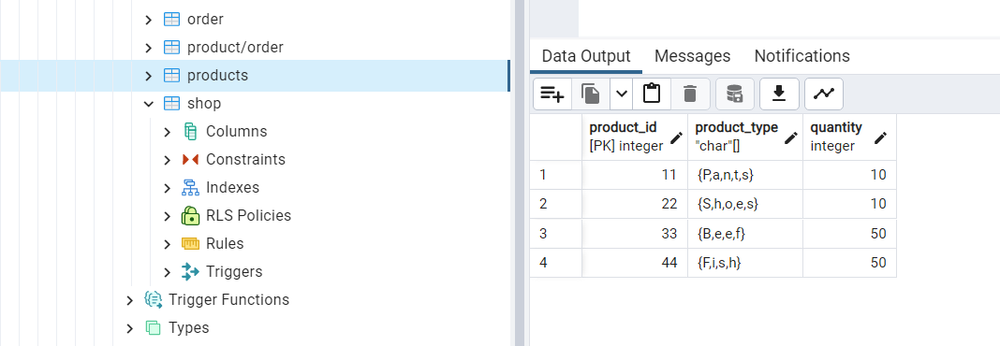 order
product/order
products
shop
Columns
Constraints
Indexes
RLS Policies
Rules
Triggers
Trigger Functions
Types
Data Output Messages Notifications
product_id product_type quantity
[PK] integer "char"[] integer
1 11 {P,a,n,t,s} 10
2 22 {S,h,o,e,s} 10
3 33 {B,e,e,f} 50
4 44 {F,i,s,h} 50